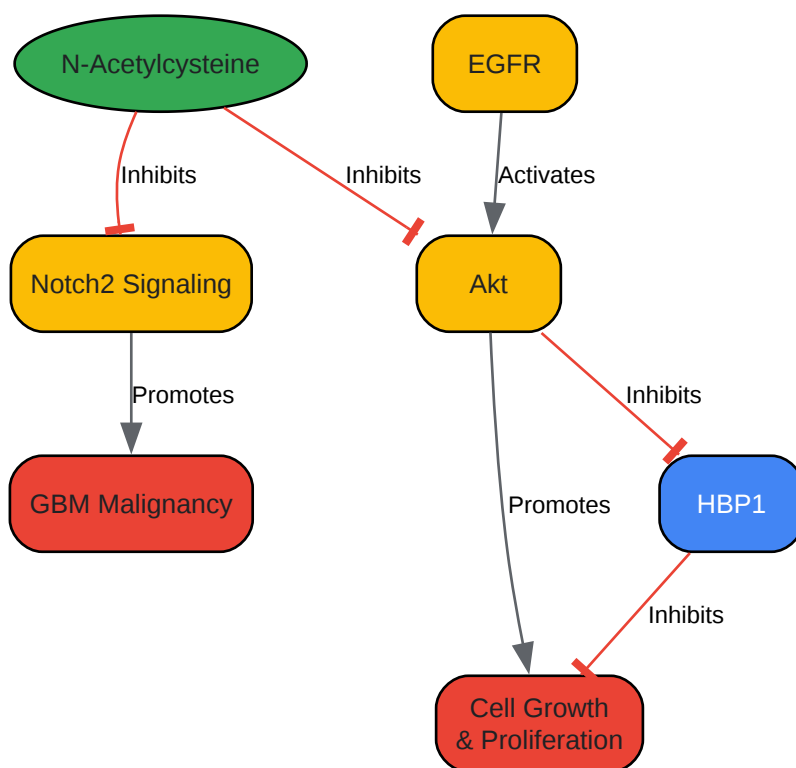 N-Acetylcysteine
EGFR
Inhibits
Inhibits
Activates
Notch2 Signaling
Akt
Promotes
Inhibits
GBM Malignancy
Promotes
HBP1
Inhibits
Cell Growth
& Proliferation